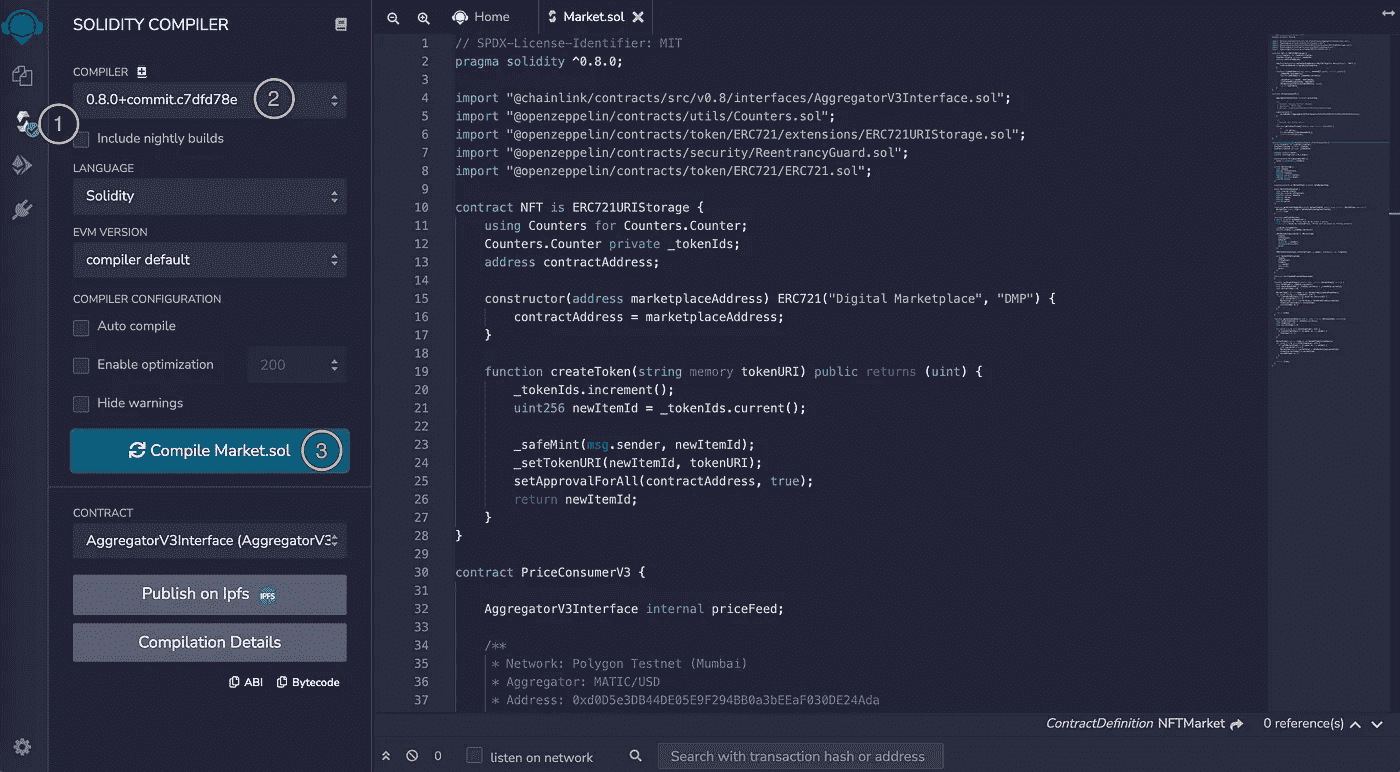 SOLIDITY COMPILER
COMPILER
0.8.0+commit.c7dfd78e
2
1
Include nightly builds
LANGUAGE
Solidity
EVM VERSION
compiler default
COMPILER CONFIGURATION
Auto compile
Enable optimization
200
Hide warnings
Compile Market.sol
3
CONTRACT
AggregatorV3Interface (AggregatorV3
Publish on Ipfs IPFS
Compilation Details
ABI Bytecode
Home Market.sol
1 // SPDX-License-Identifier: MIT
2 pragma solidity ^0.8.0;
3
4 import "@chainlink/contracts/src/v0.8/interfaces/AggregatorV3Interface.sol";
5 import "@openzeppelin/contracts/utils/Counters.sol";
6 import "@openzeppelin/contracts/token/ERC721/extensions/ERC721URIStorage.sol";
7 import "@openzeppelin/contracts/security/ReentrancyGuard.sol";
8 import "@openzeppelin/contracts/token/ERC721/ERC721.sol";
9
10 contract NFT is ERC721URIStorage {
11 using Counters for Counters.Counter;
12 Counters.Counter private _tokenIds;
13 address contractAddress;
14
15 constructor(address marketplaceAddress) ERC721("Digital Marketplace", "DMP") {
16 contractAddress = marketplaceAddress;
17 }
18
19 function createToken(string memory tokenURI) public returns (uint) {
20 _tokenIds.increment();
21 uint256 newItemId = _tokenIds.current();
22
23 _safeMint(msg.sender, newItemId);
24 _setTokenURI(newItemId, tokenURI);
25 setApprovalForAll(contractAddress, true);
26 return newItemId;
27 }
28 }
29
30 contract PriceConsumerV3 {
31
32 AggregatorV3Interface internal priceFeed;
33
34 /**
35 * Network: Polygon Testnet (Mumbai)
36 * Aggregator: MATIC/USD
37 * Address: 0xd0D5e3DB44DE05E9F294BB0a3bEEaF030DE24Ada
ContractDefinition NFTMarket 0 reference(s)
0 listen on network Search with transaction hash or address